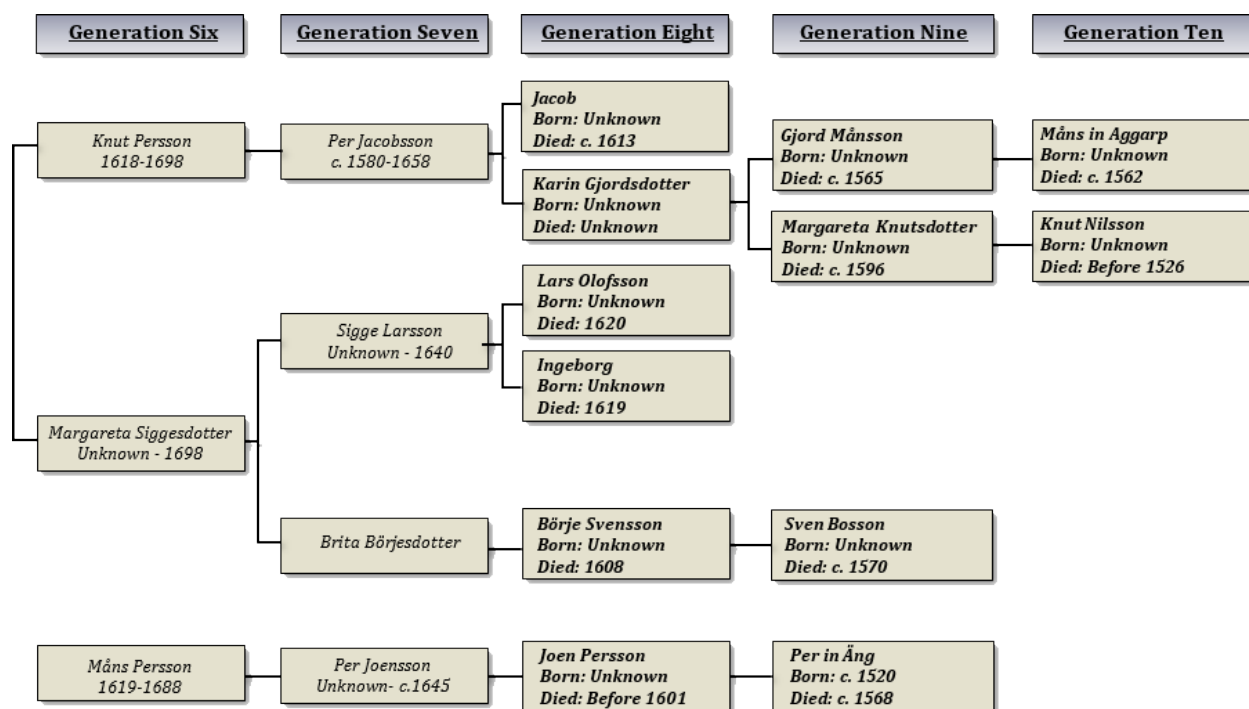 Generation Six
Generation Seven
Generation Eight
Generation Nine
Generation Ten
Knut Persson
1618-1698
Per Jacobsson
c. 1580-1658
Jacob
Born: Unknown
Died: c. 1613
Karin Gjordsdotter
Born: Unknown
Died: Unknown
Gjord Månsson
Born: Unknown
Died: c. 1565
Måns in Aggarp
Born: Unknown
Died: c. 1562
Margareta Knutsdotter
Born: Unknown
Died: c. 1596
Knut Nilsson
Born: Unknown
Died: Before 1526
Margareta Siggesdotter
Unknown - 1698
Sigge Larsson
Unknown - 1640
Lars Olofsson
Born: Unknown
Died: 1620
Ingeborg
Born: Unknown
Died: 1619
Brita Börjesdotter
Börje Svensson
Born: Unknown
Died: 1608
Sven Bosson
Born: Unknown
Died: c. 1570
Måns Persson
1619-1688
Per Joensson
Unknown- c.1645
Joen Persson
Born: Unknown
Died: Before 1601
Per in Äng
Born: c. 1520
Died: c. 1568